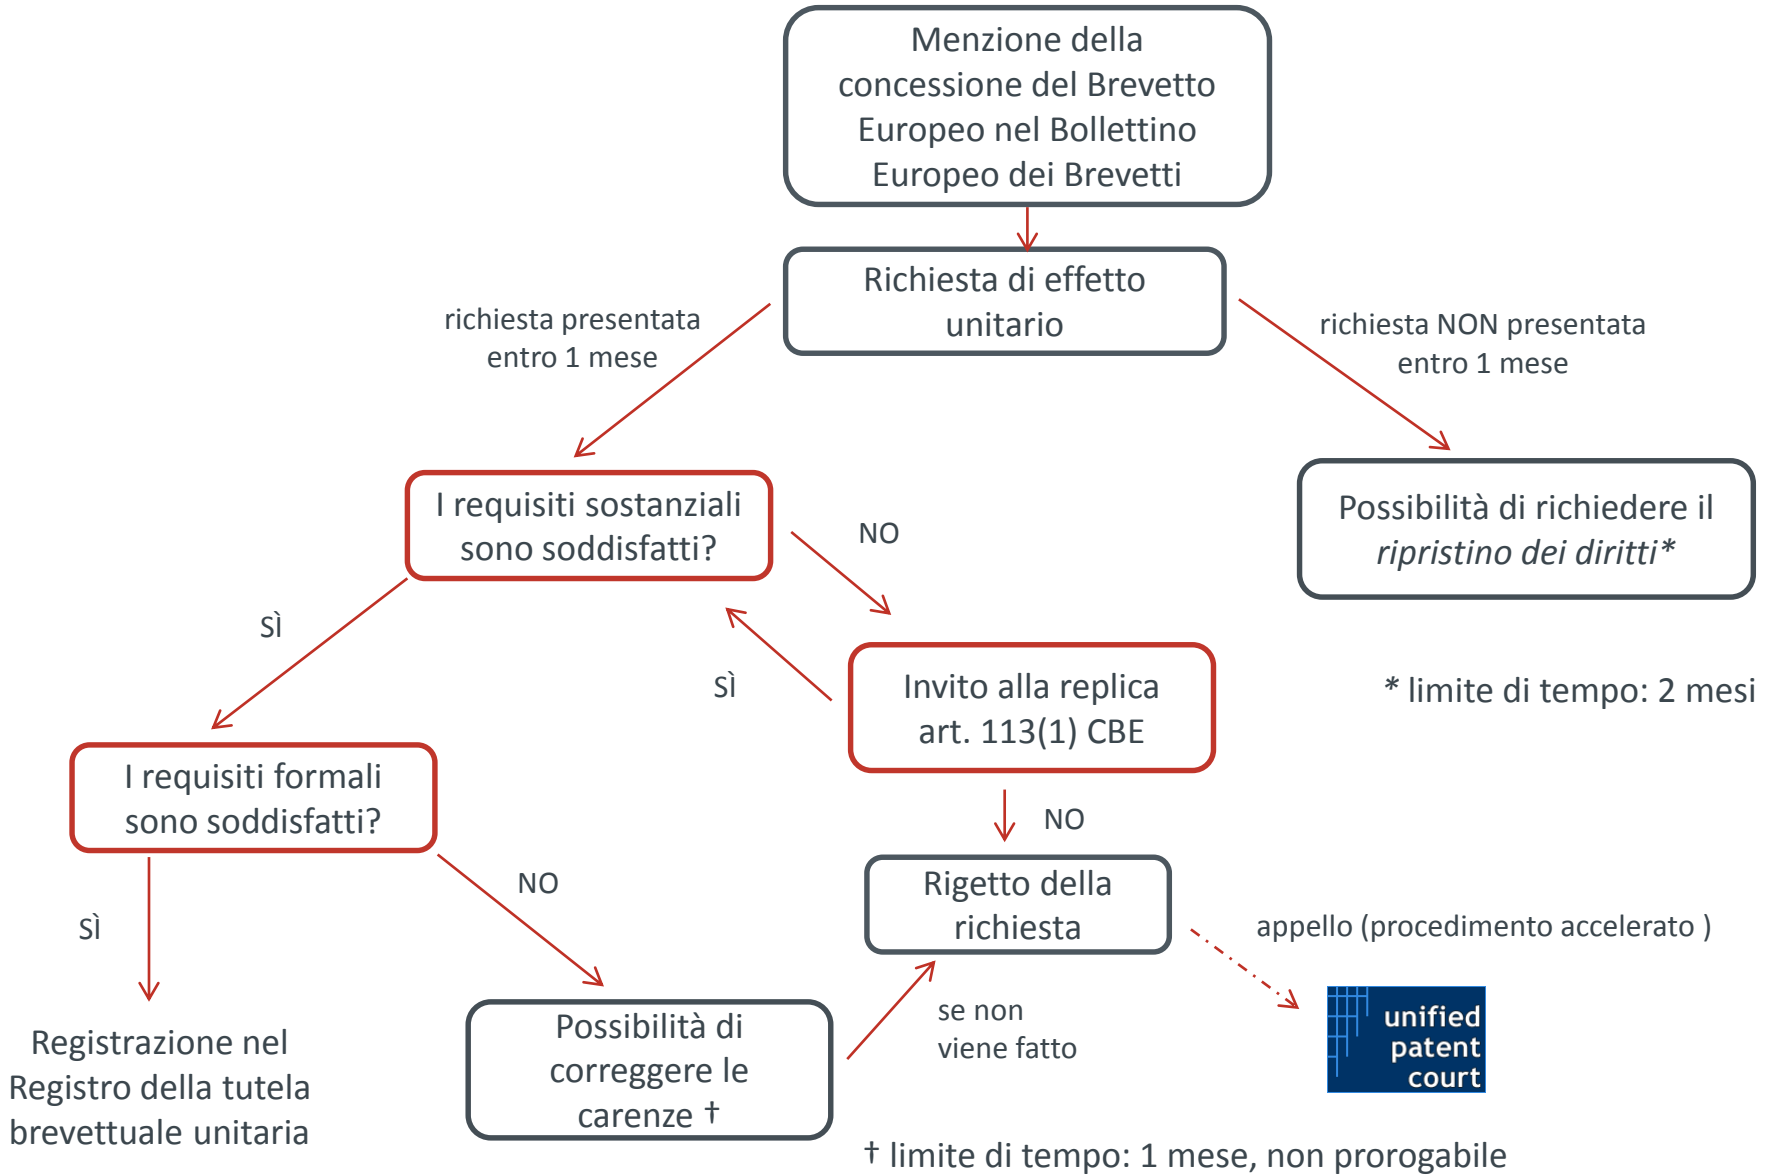 Menzione della
concessione del Brevetto
Europeo nel Bollettino
Europeo dei Brevetti
Richiesta di effetto
unitario
richiesta presentata
entro 1 mese
richiesta NON presentata
entro 1 mese
I requisiti sostanziali
sono soddisfatti?
NO
Possibilità di richiedere il
ripristino dei diritti*
SÌ
SÌ
Invito alla replica
art. 113(1) CBE
* limite di tempo: 2 mesi
I requisiti formali
sono soddisfatti?
NO
Rigetto della
richiesta
NO
SÌ
appello (procedimento accelerato )
Registrazione nel
Registro della tutela
brevettuale unitaria
Possibilità di
correggere le
carenze †
se non
viene fatto
unified
patent
court
† limite di tempo: 1 mese, non prorogabile